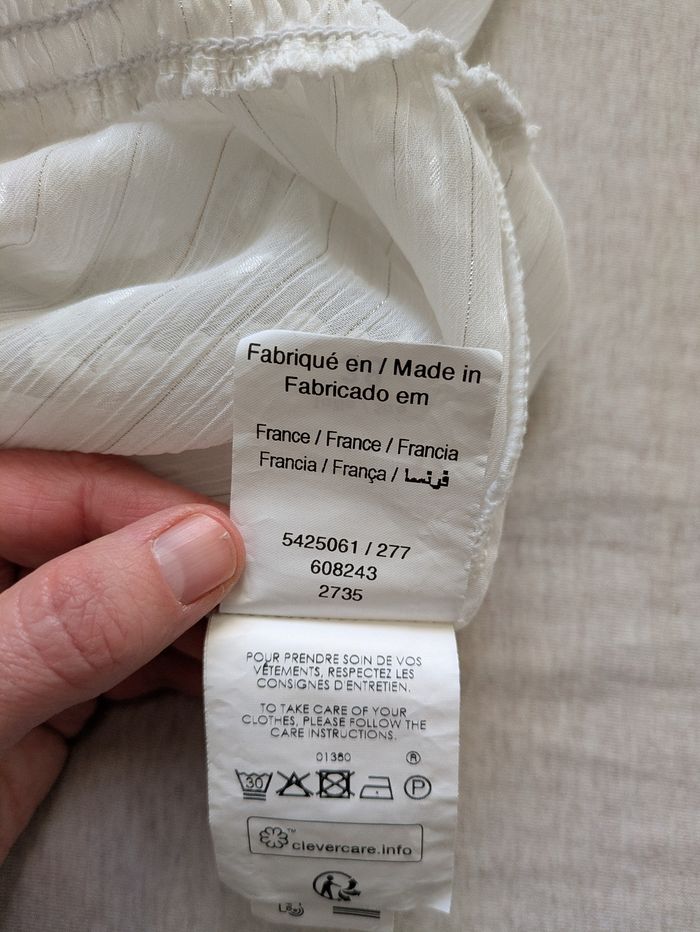 Fabriqué en / Made in
Fabricado em
France / France / Francia
Francia / França / فرنسا
5425061 / 277
608243
2735
POUR PRENDRE SOIN DE VOS
VÊTEMENTS, RESPECTEZ LES
CONSIGNES D'ENTRETIEN.
TO TAKE CARE OF YOUR
CLOTHES, PLEASE FOLLOW THE
CARE INSTRUCTIONS.
01380 ®
30 P
™ clevercare.info